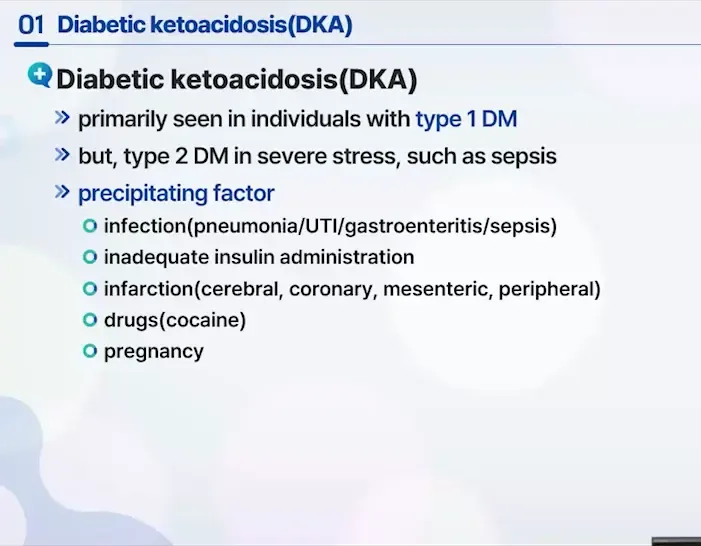 01 Diabetic ketoacidosis(DKA)
Diabetic ketoacidosis(DKA)
primarily seen in individuals with type 1 DM
but, type 2 DM in severe stress, such as sepsis
precipitating factor
infection(pneumonia/UTI/gastroenteritis/sepsis)
inadequate insulin administration
infarction(cerebral, coronary, mesenteric, peripheral)
drugs(cocaine)
pregnancy